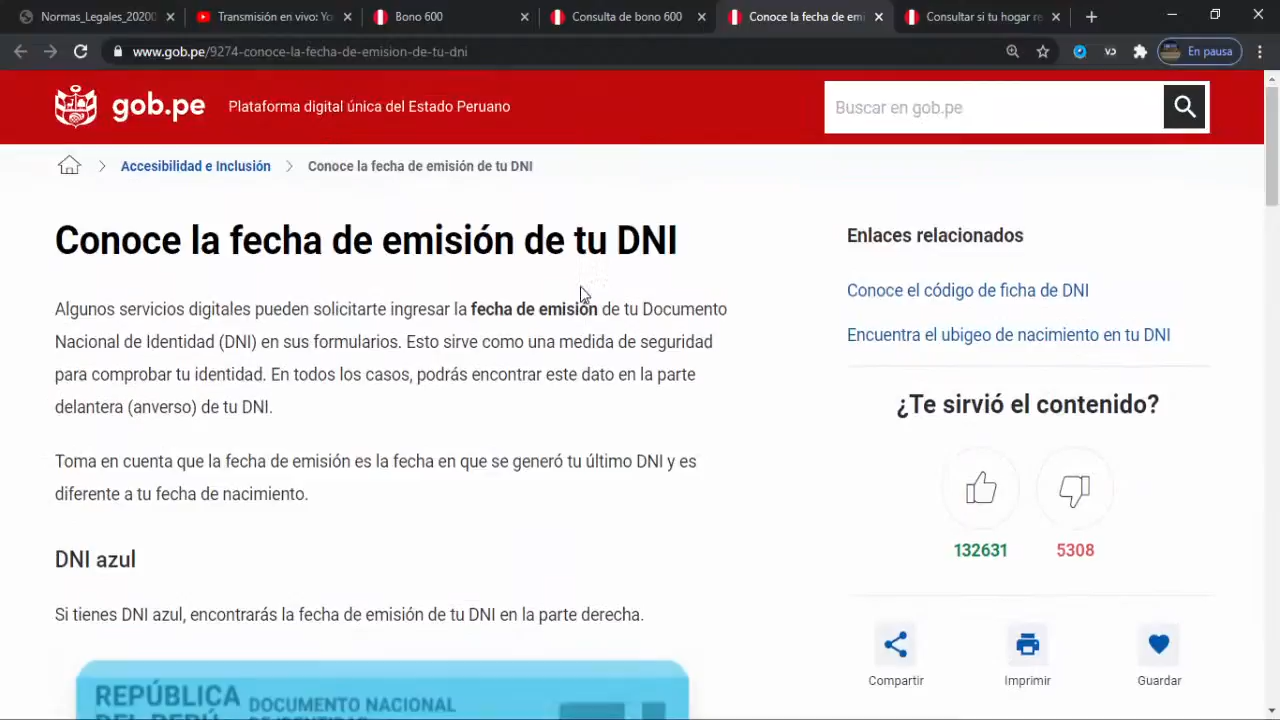 Normas_Legales_20200
Transmisión en vivo: Yo
Bono 600
Consulta de bono 600
Conoce la fecha de emi
Consultar si tu hogar re
www.gob.pe/9274-conoce-la-fecha-de-emision-de-tu-dni
En pausa
gob.pe
Plataforma digital única del Estado Peruano
Buscar en gob.pe
Accesibilidad e Inclusión
Conoce la fecha de emisión de tu DNI
Conoce la fecha de emisión de tu DNI
Algunos servicios digitales pueden solicitarte ingresar la fecha de emisión de tu Documento
Nacional de Identidad (DNI) en sus formularios. Esto sirve como una medida de seguridad
para comprobar tu identidad. En todos los casos, podrás encontrar este dato en la parte
delantera (anverso) de tu DNI.
Toma en cuenta que la fecha de emisión es la fecha en que se generó tu último DNI y es
diferente a tu fecha de nacimiento.
DNI azul
Si tienes DNI azul, encontrarás la fecha de emisión de tu DNI en la parte derecha.
REPÚBLICA
DEL PERÚ
DOCUMENTO NACIONAL
DE IDENTIDAD
Enlaces relacionados
Conoce el código de ficha de DNI
Encuentra el ubigeo de nacimiento en tu DNI
¿Te sirvió el contenido?
132631
5308
Compartir
Imprimir
Guardar